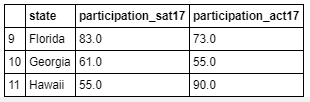 state participation_sat17 participation_act17
9 Florida 83.0 73.0
10 Georgia 61.0 55.0
11 Hawaii 55.0 90.0